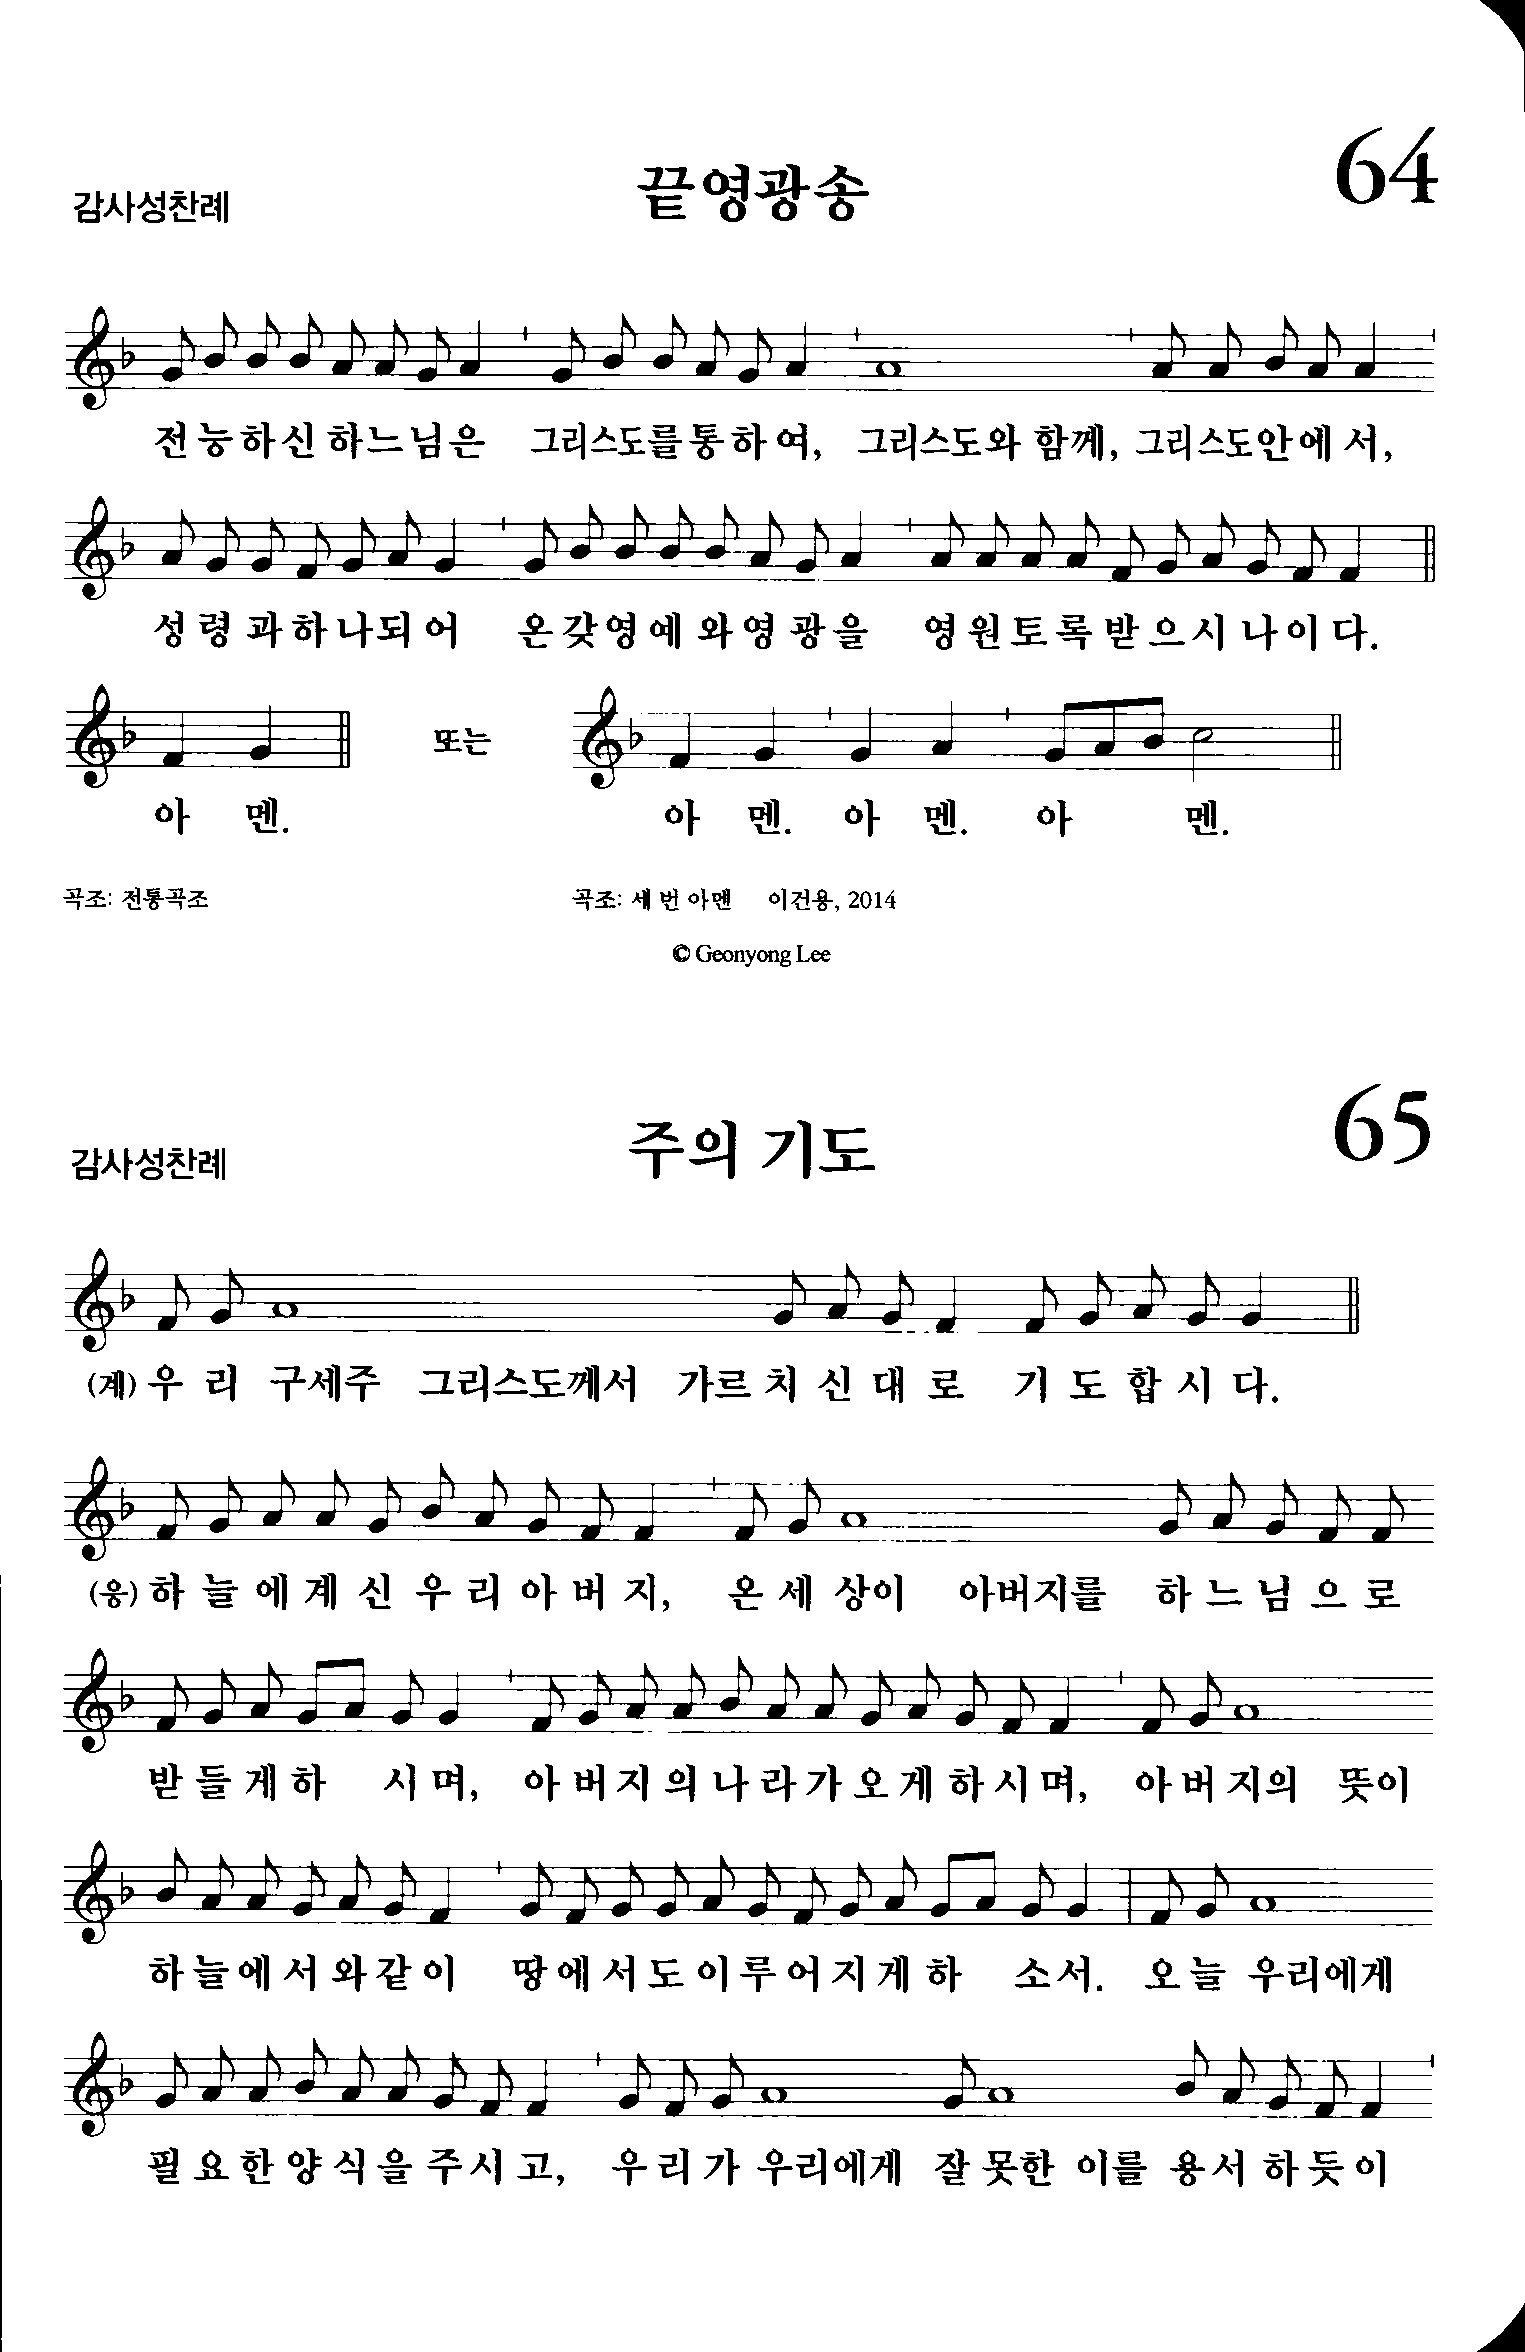 감사성찬례 끝영광송 64
전능하신 하느님은 그리스도를 통하여, 그리스도와 함께, 그리스도안에서,
성령과 하나되어 온갖 영예와 영광을 영원토록 받으시나이다.
아 멘. 또는 아 멘. 아 멘. 아 멘.
곡조: 전통곡조 곡조: 세 번 아멘 이건용, 2014
© Geonyong Lee
감사성찬례 주의 기도 65
(계) 우리 구세주 그리스도께서 가르치신 대로 기도합시다.
(응) 하늘에 계신 우리 아버지, 온 세상이 아버지를 하느님으로
받들게 하시며, 아버지의 나라가 오게 하시며, 아버지의 뜻이
하늘에서와 같이 땅에서도 이루어지게 하소서. 오늘 우리에게
필요한 양식을 주시고, 우리가 우리에게 잘못한 이를 용서하듯이